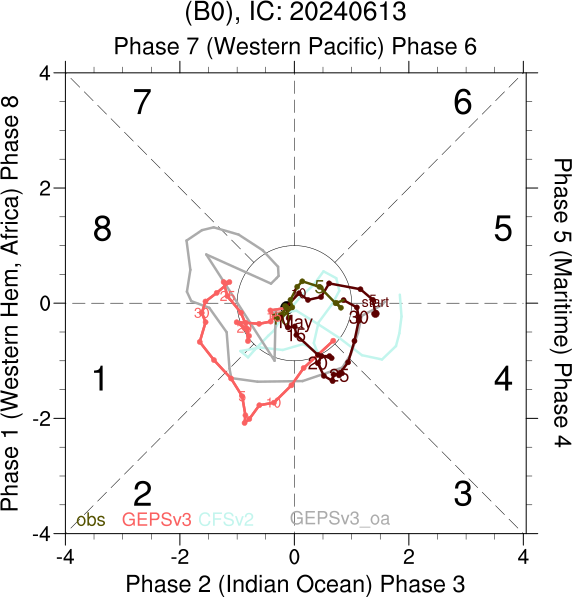 (B0), IC: 20240613
Phase 7 (Western Pacific) Phase 6
Phase 1 (Western Hem, Africa) Phase 8
Phase 5 (Maritime) Phase 4
4
2
0
-2
-4
7
6
8
5
1
4
2
3
start
30
May
15
20
25
30
5
10
obs GEPSv3 CFSv2 GEPSv3_oa
-4 -2 0 2 4
Phase 2 (Indian Ocean) Phase 3